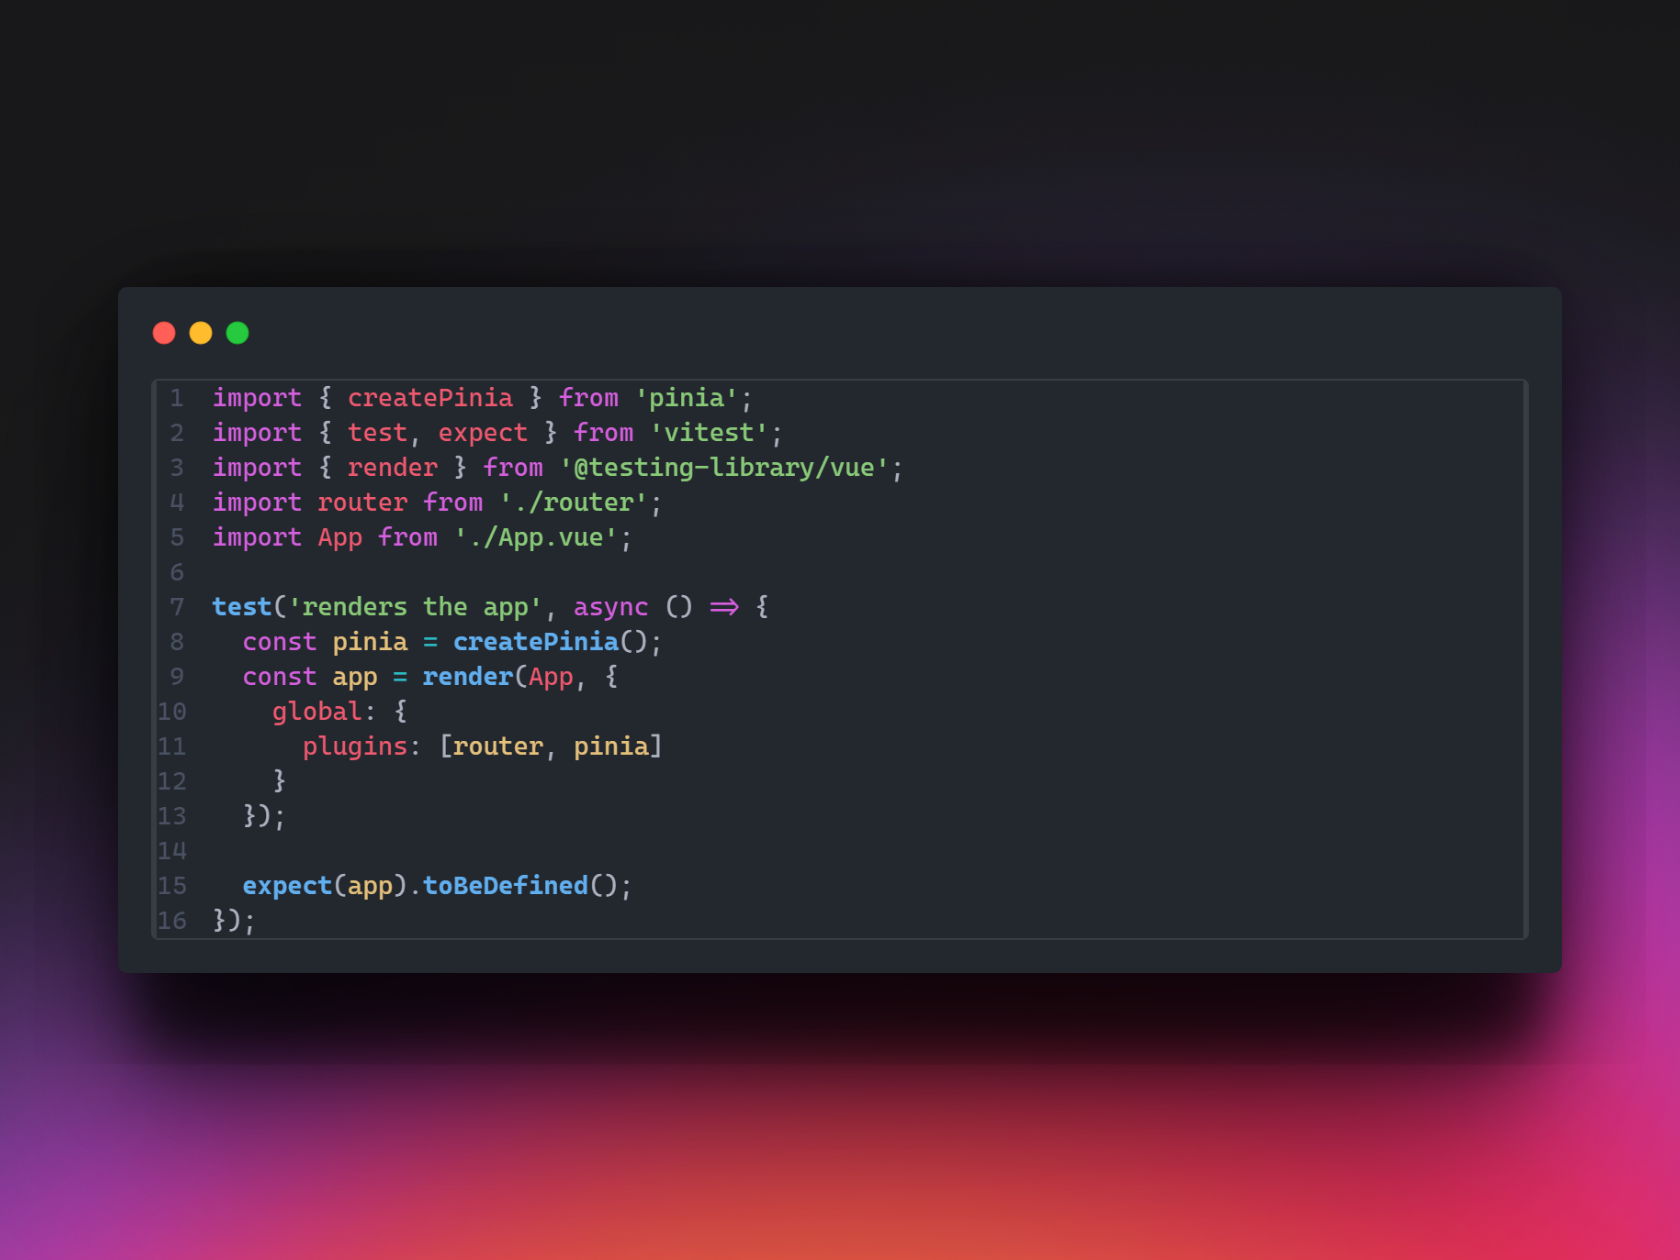 1 import { createPinia } from 'pinia';
2 import { test, expect } from 'vitest';
3 import { render } from '@testing-library/vue';
4 import router from './router';
5 import App from './App.vue';
6
7 test('renders the app', async () => {
8   const pinia = createPinia();
9   const app = render(App, {
10     global: {
11       plugins: [router, pinia]
12     }
13   });
14
15   expect(app).toBeDefined();
16 });